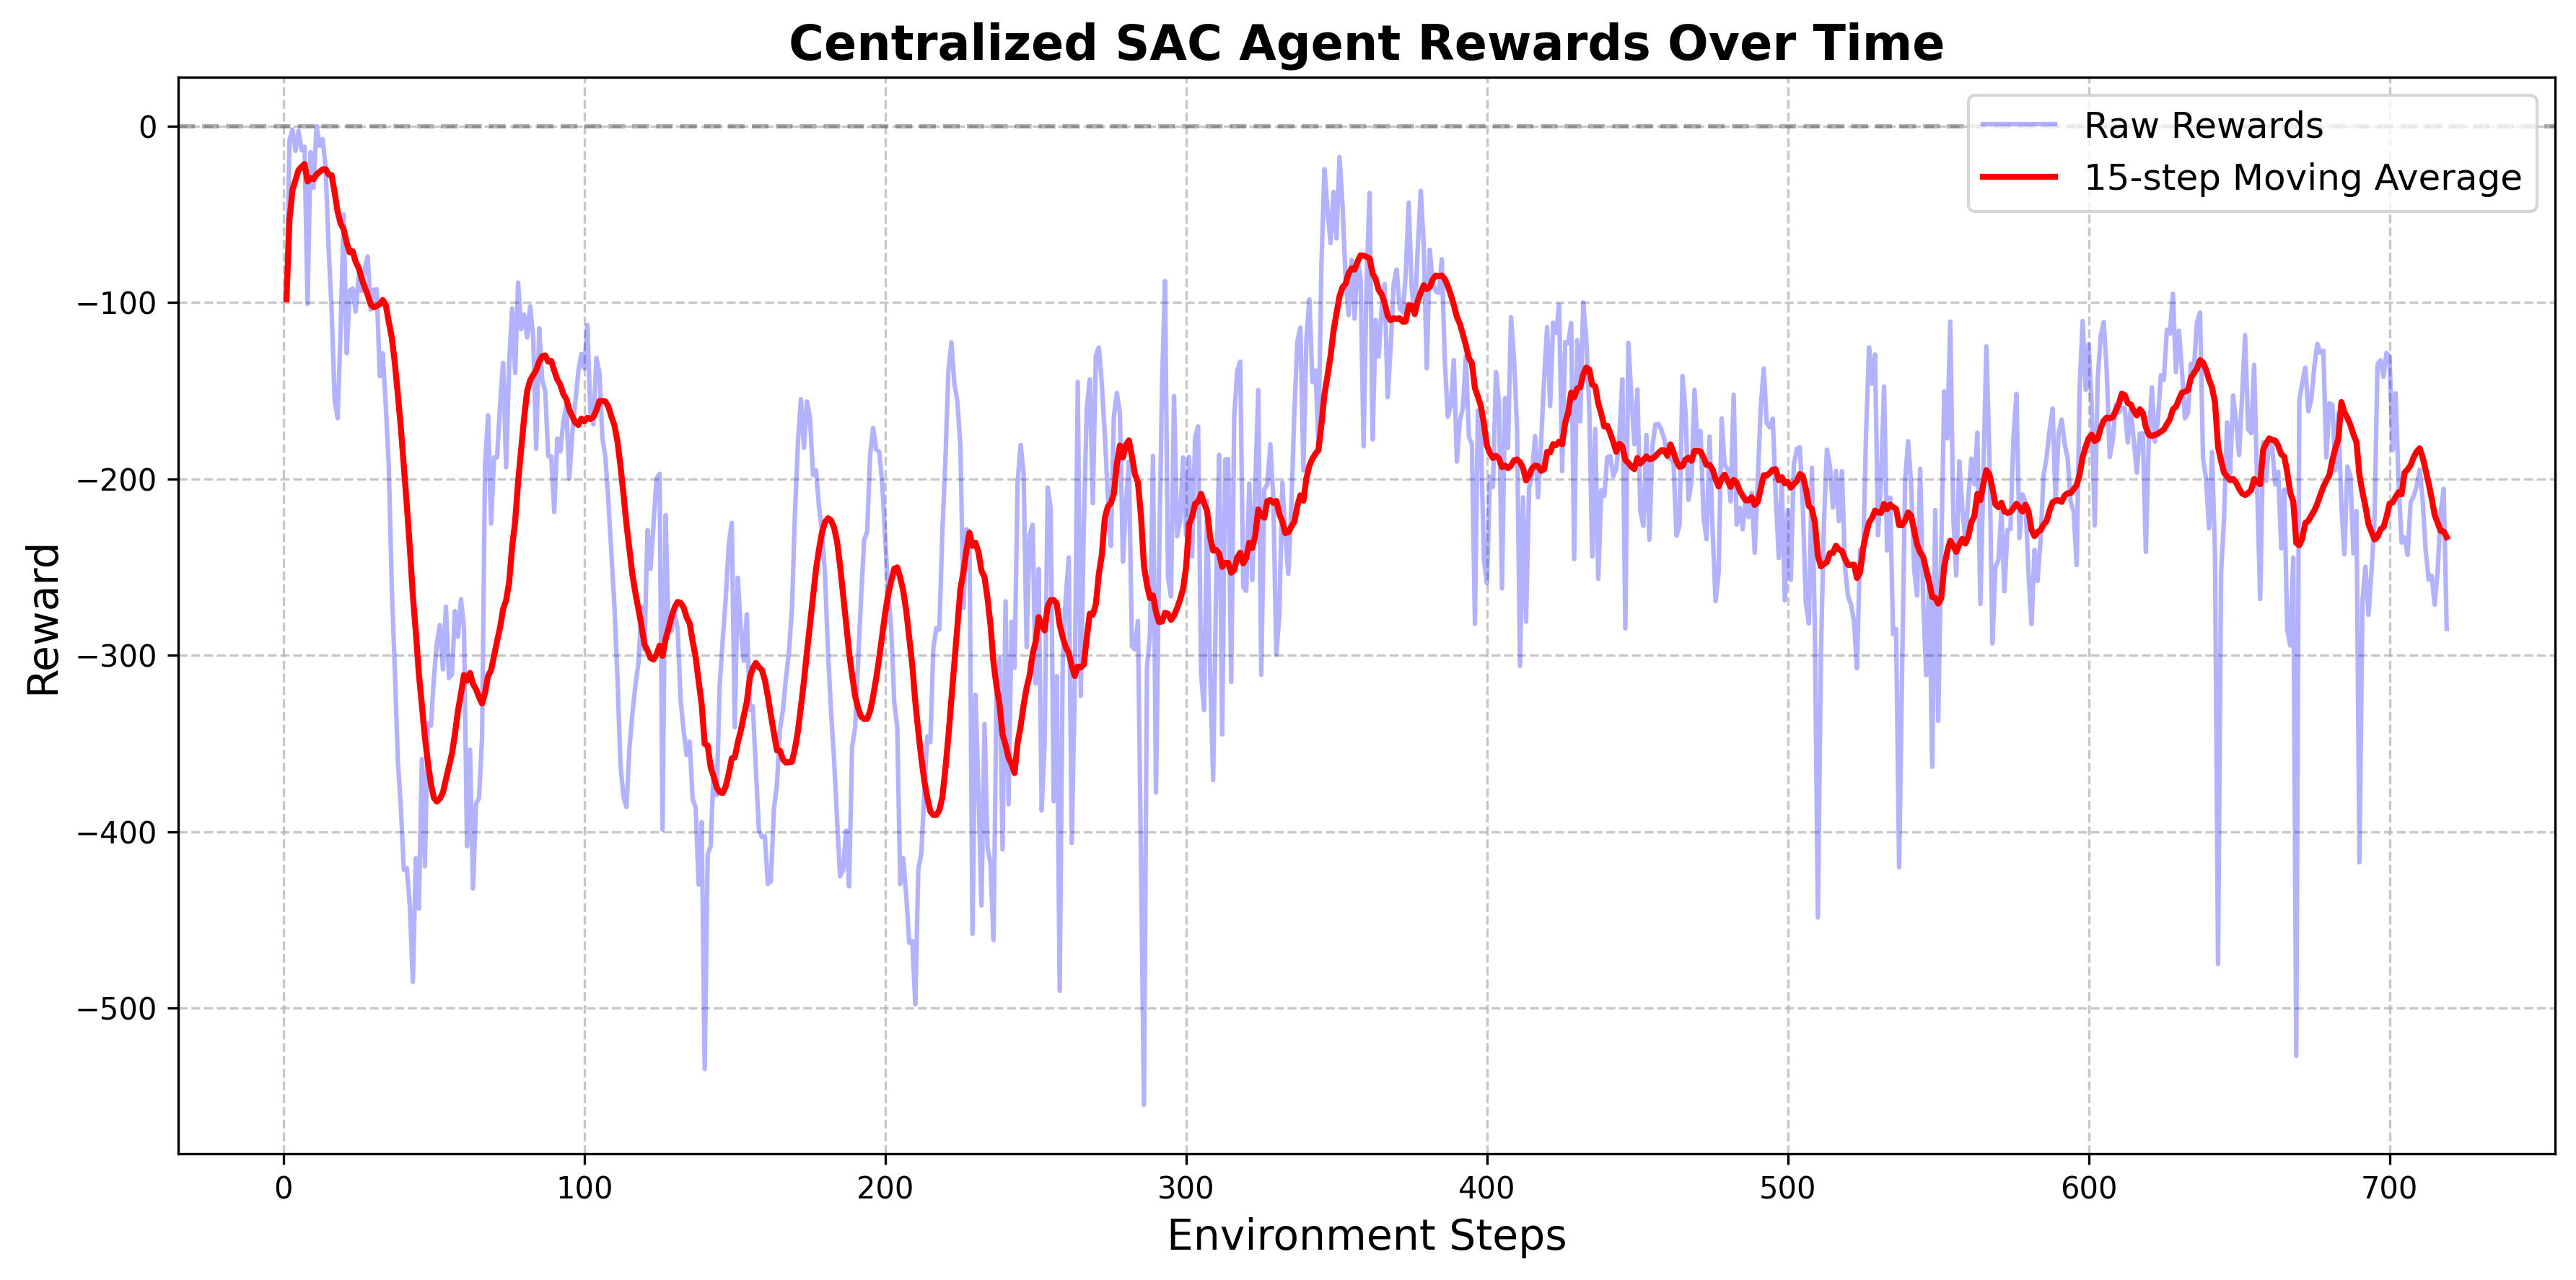 Centralized SAC Agent Rewards Over Time
Raw Rewards
15-step Moving Average
Reward
0
−100
−200
−300
−400
−500
0 100 200 300 400 500 600 700
Environment Steps